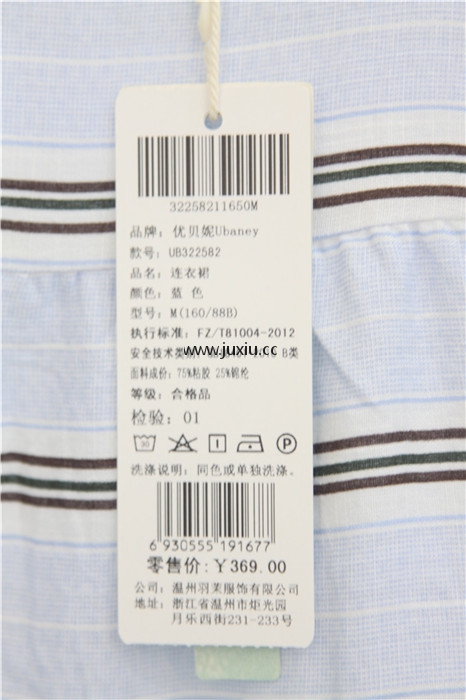 32258211650M
品牌: 优贝妮Ubaney
款号: UB322582
品名: 连衣裙
颜色: 蓝 色
型号: M(160/88B)
执行标准: FZ/T81004-2012
安全技术类别: B类
www.juxiu.cc
面料成份: 75%粘胶 25%锦纶
等级: 合格品
检验: 01
30 P
洗涤说明: 同色或单独洗涤。
6 930555 191677
零售价:￥369.00
公司: 温州羽茉服饰有限公司
地址: 浙江省温州市炬光园
月乐西街231-233号